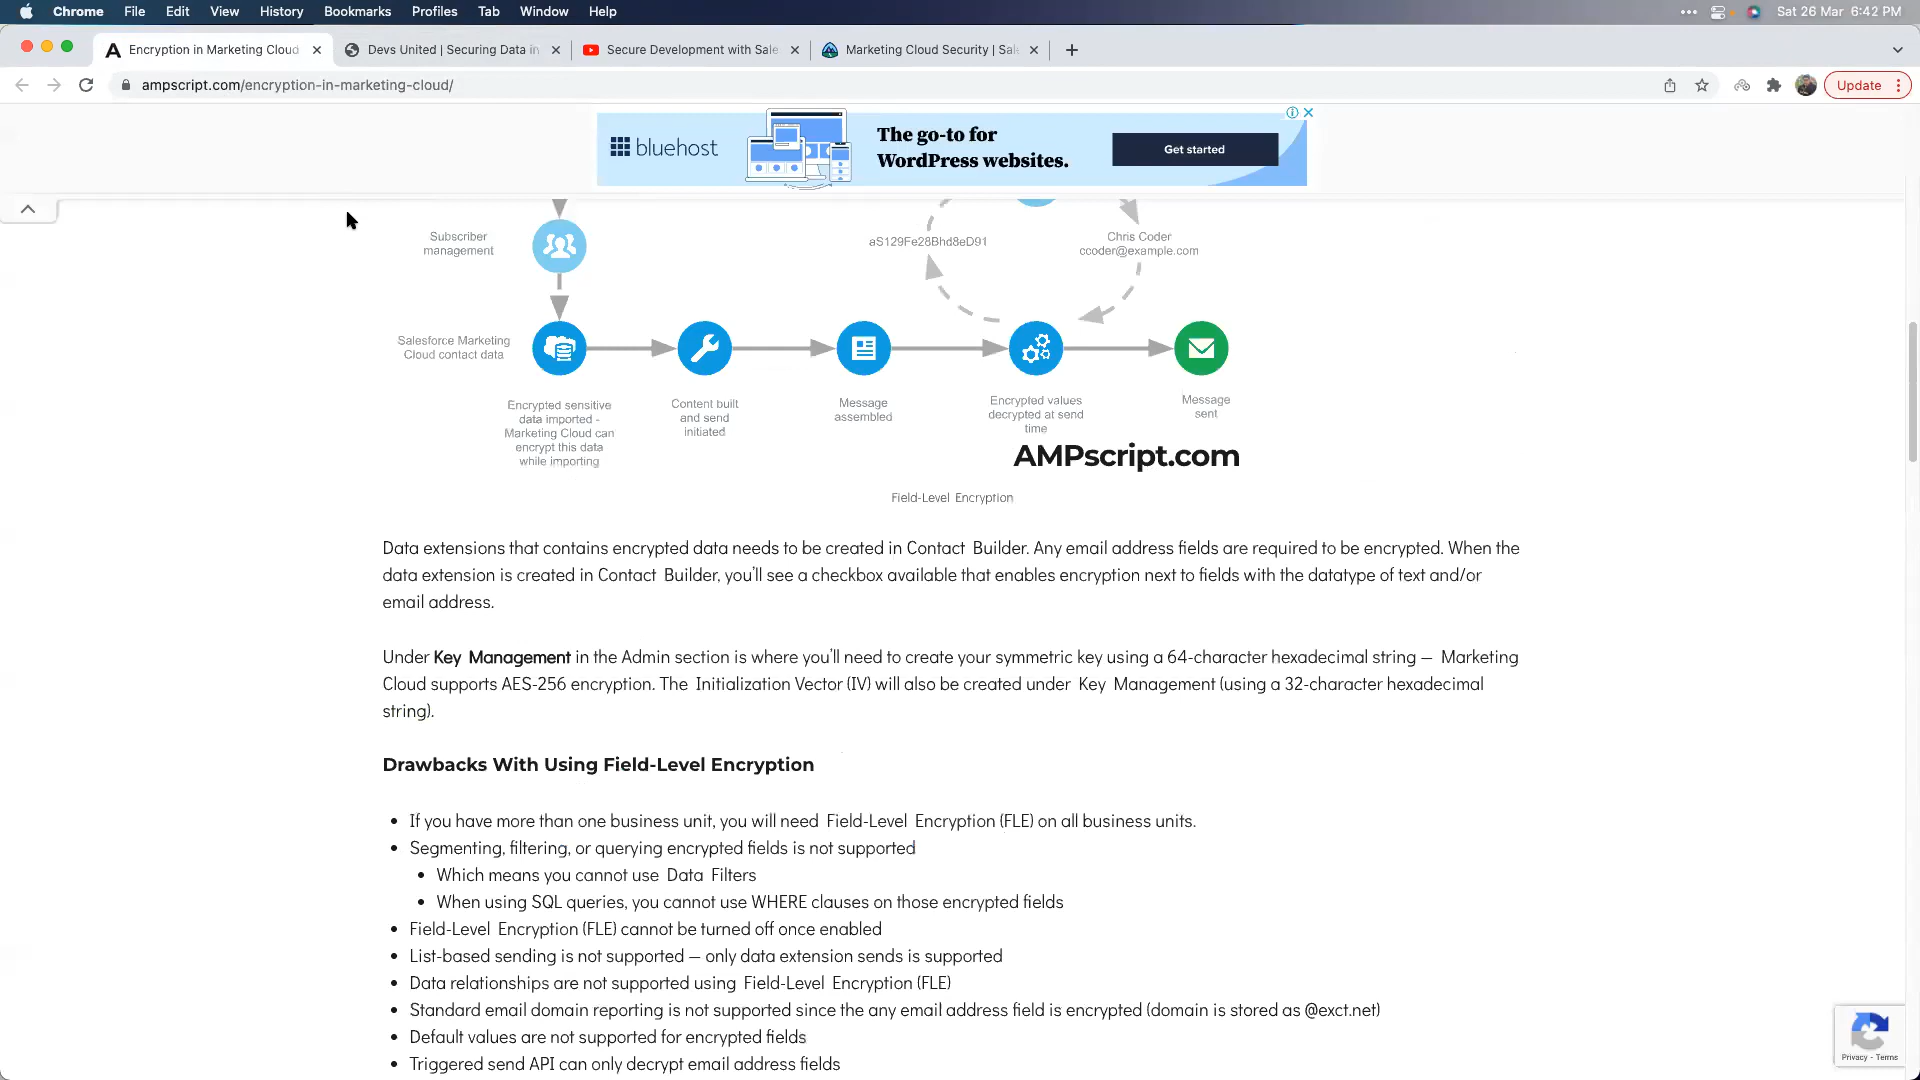 Chrome File Edit View History Bookmarks Profiles Tab Window Help Sat 26 Mar 6:42 PM
Encryption in Marketing Cloud Devs United | Securing Data in Secure Development with Sale Marketing Cloud Security | Sal
ampscript.com/encryption-in-marketing-cloud/ Update
bluehost
The go-to for
WordPress websites.
Get started
Subscriber
management
aS129Fe28Bhd8eD91
Chris Coder
ccoder@example.com
Salesforce Marketing
Cloud contact data
Encrypted sensitive
data imported -
Marketing Cloud can
encrypt this data
while importing
Content built
and send
initiated
Message
assembled
Encrypted values
decrypted at send
time
Message
sent
AMPscript.com
Field-Level Encryption
Data extensions that contains encrypted data needs to be created in Contact Builder. Any email address fields are required to be encrypted. When the
data extension is created in Contact Builder, you'll see a checkbox available that enables encryption next to fields with the datatype of text and/or
email address.
Under Key Management in the Admin section is where you'll need to create your symmetric key using a 64-character hexadecimal string — Marketing
Cloud supports AES-256 encryption. The Initialization Vector (IV) will also be created under Key Management (using a 32-character hexadecimal
string).
Drawbacks With Using Field-Level Encryption
• If you have more than one business unit, you will need Field-Level Encryption (FLE) on all business units.
• Segmenting, filtering, or querying encrypted fields is not supported
• Which means you cannot use Data Filters
• When using SQL queries, you cannot use WHERE clauses on those encrypted fields
• Field-Level Encryption (FLE) cannot be turned off once enabled
• List-based sending is not supported — only data extension sends is supported
• Data relationships are not supported using Field-Level Encryption (FLE)
• Standard email domain reporting is not supported since the any email address field is encrypted (domain is stored as @exct.net)
• Default values are not supported for encrypted fields
• Triggered send API can only decrypt email address fields
Privacy - Terms